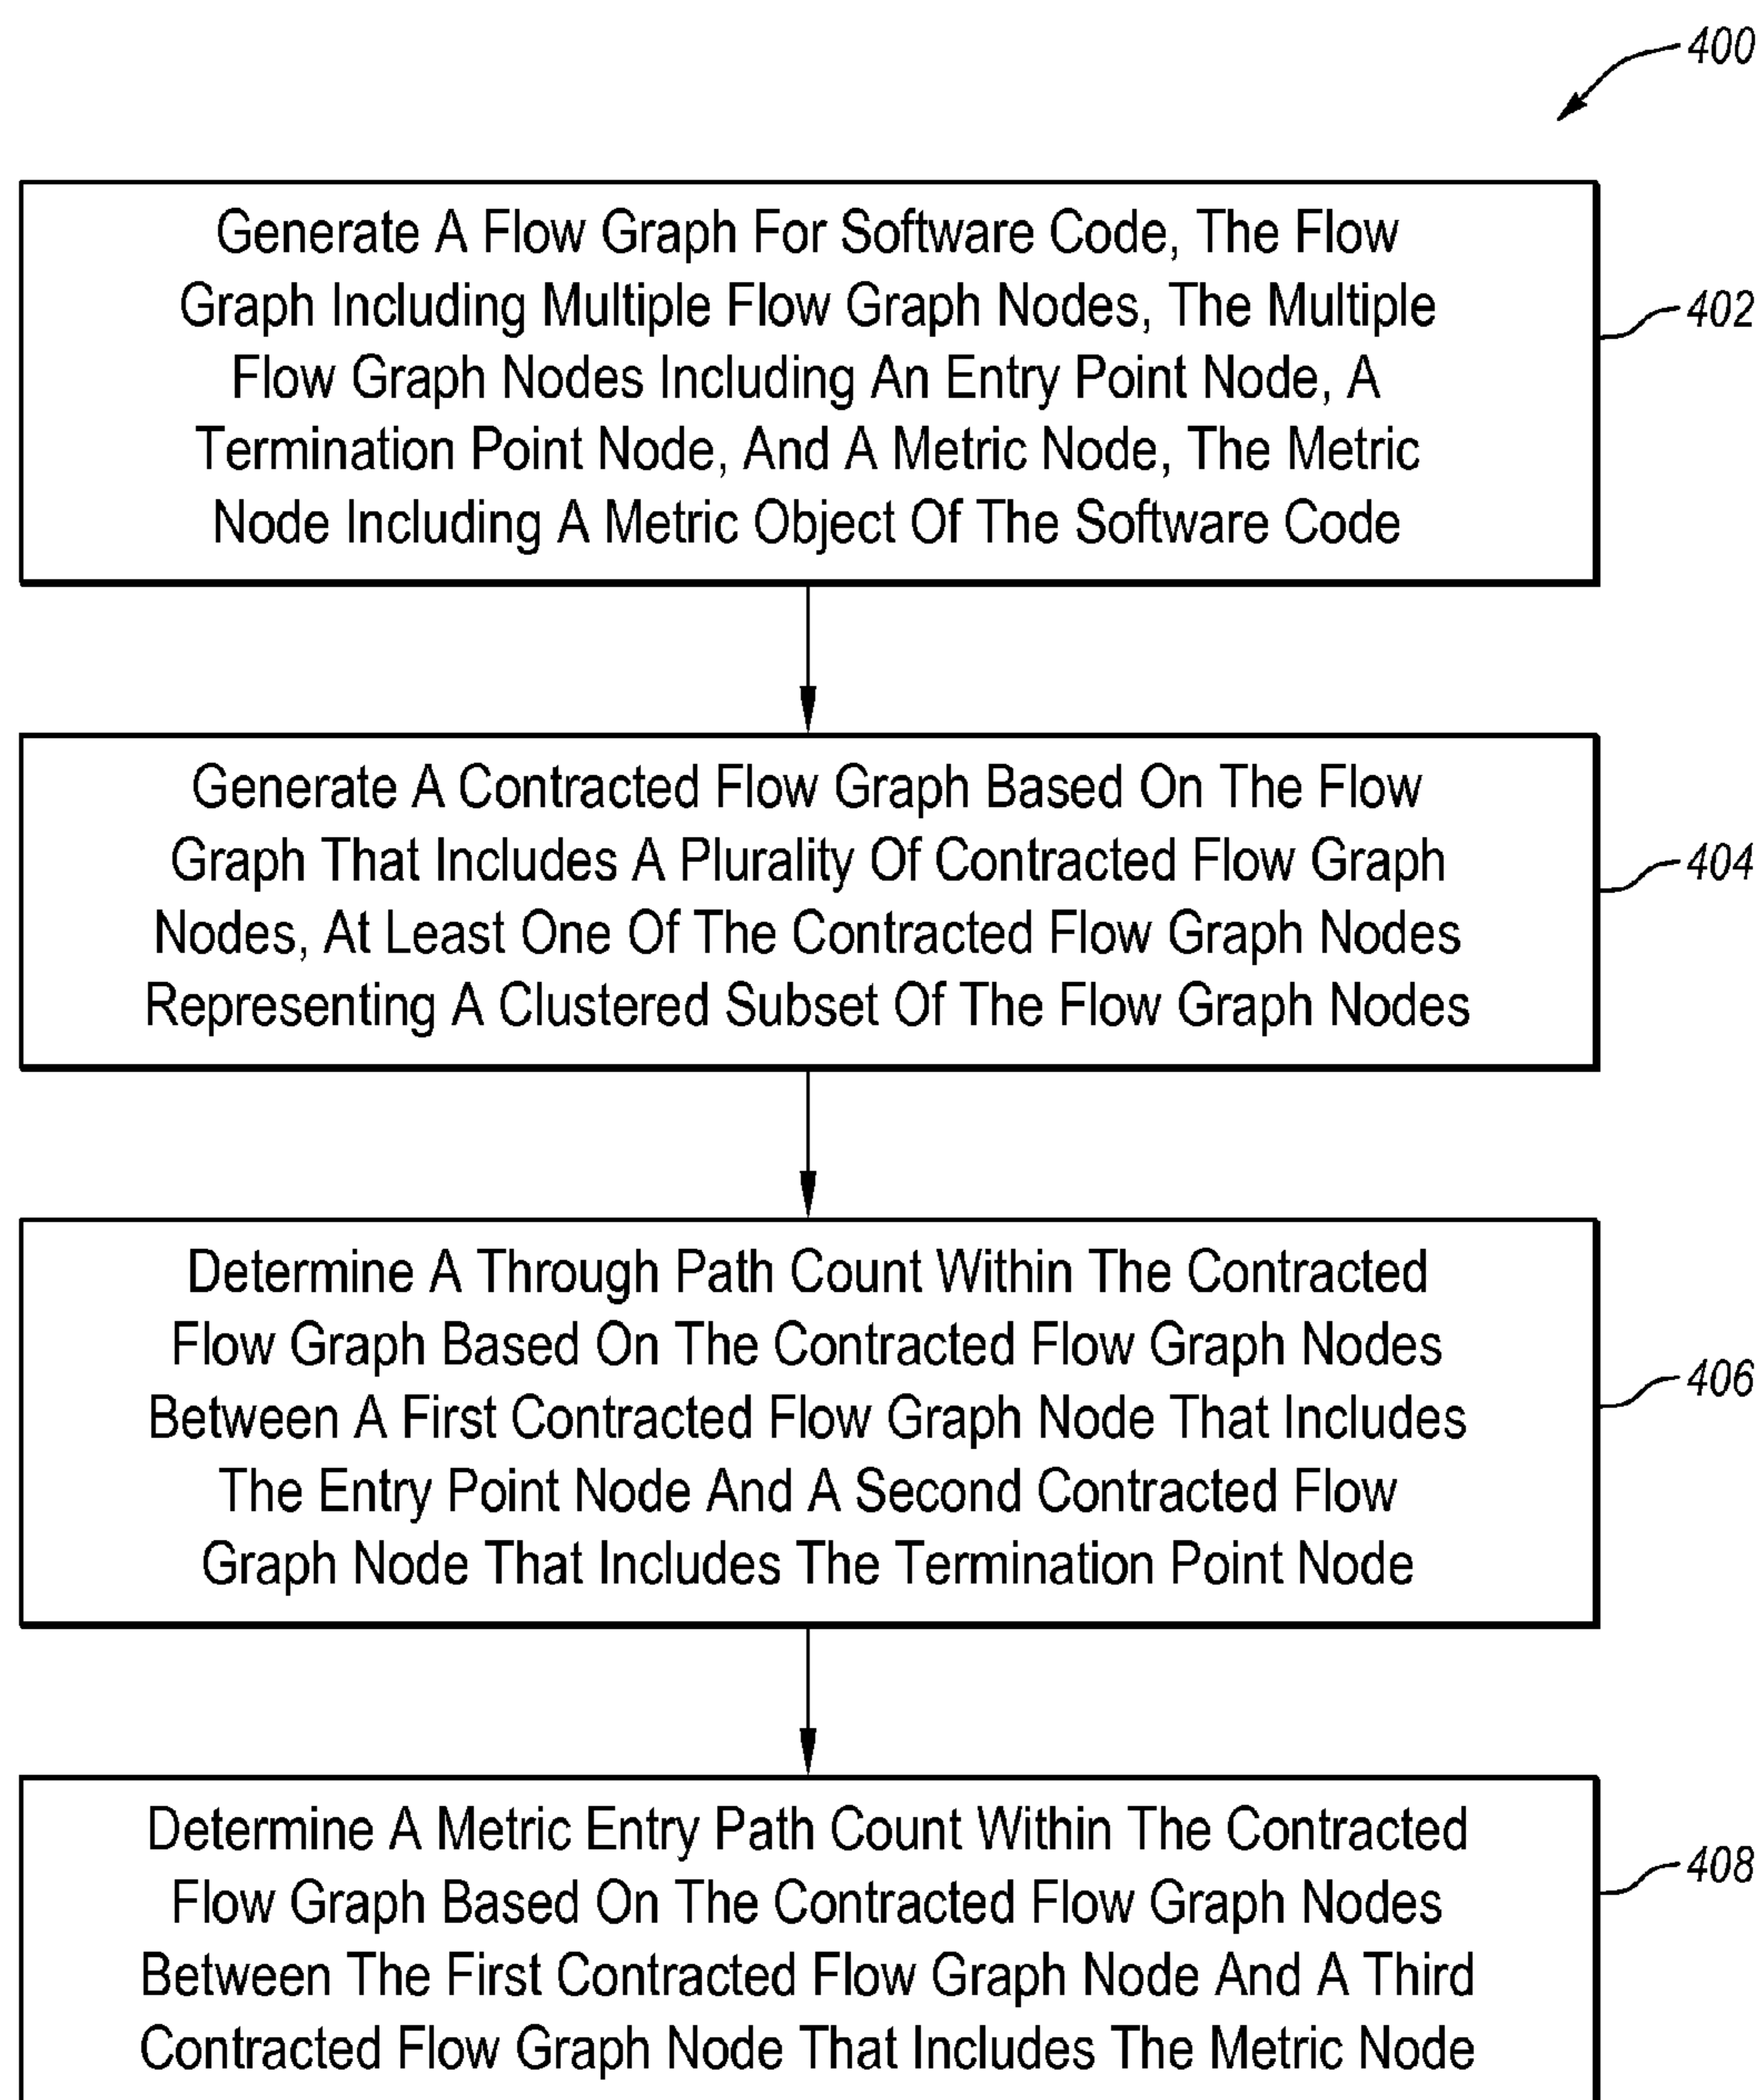 400
Generate A Flow Graph For Software Code, The Flow
Graph Including Multiple Flow Graph Nodes, The Multiple
Flow Graph Nodes Including An Entry Point Node, A
Termination Point Node, And A Metric Node, The Metric
Node Including A Metric Object Of The Software Code
402
Generate A Contracted Flow Graph Based On The Flow
Graph That Includes A Plurality Of Contracted Flow Graph
Nodes, At Least One Of The Contracted Flow Graph Nodes
Representing A Clustered Subset Of The Flow Graph Nodes
404
Determine A Through Path Count Within The Contracted
Flow Graph Based On The Contracted Flow Graph Nodes
Between A First Contracted Flow Graph Node That Includes
The Entry Point Node And A Second Contracted Flow
Graph Node That Includes The Termination Point Node
406
Determine A Metric Entry Path Count Within The Contracted
Flow Graph Based On The Contracted Flow Graph Nodes
Between The First Contracted Flow Graph Node And A Third
Contracted Flow Graph Node That Includes The Metric Node
408